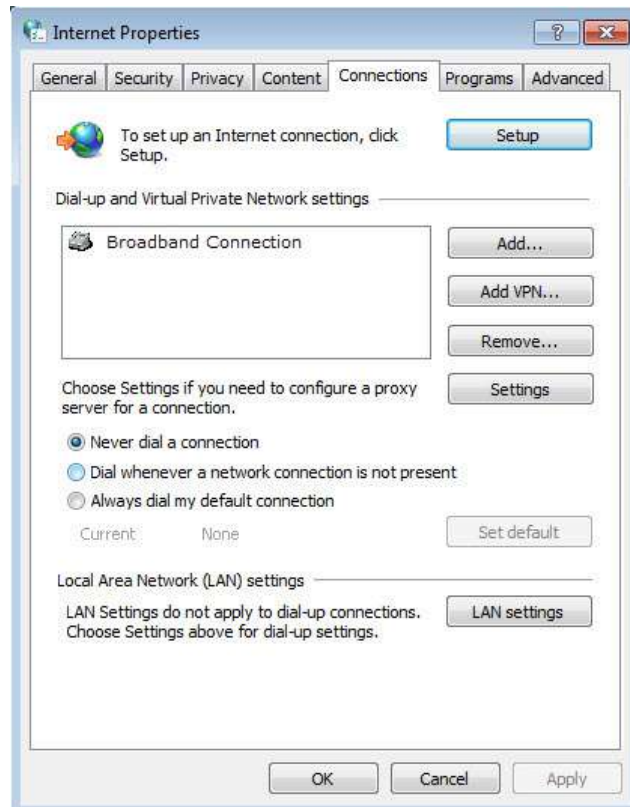 Internet Properties
General Security Privacy Content Connections Programs Advanced
To set up an Internet connection, click
Setup.
Setup
Dial-up and Virtual Private Network settings
Broadband Connection
Add...
Add VPN...
Remove...
Choose Settings if you need to configure a proxy
server for a connection.
Settings
Never dial a connection
Dial whenever a network connection is not present
Always dial my default connection
Current None
Set default
Local Area Network (LAN) settings
LAN Settings do not apply to dial-up connections.
Choose Settings above for dial-up settings.
LAN settings
OK Cancel Apply